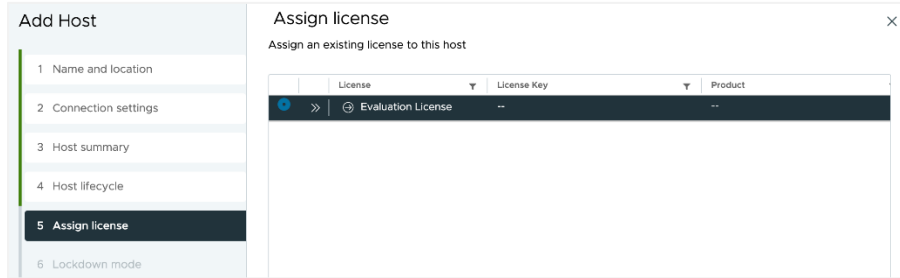 Add Host
1 Name and location
2 Connection settings
3 Host summary
4 Host lifecycle
5 Assign license
6 Lockdown mode
Assign license
Assign an existing license to this host
License License Key Product
Evaluation License -- --